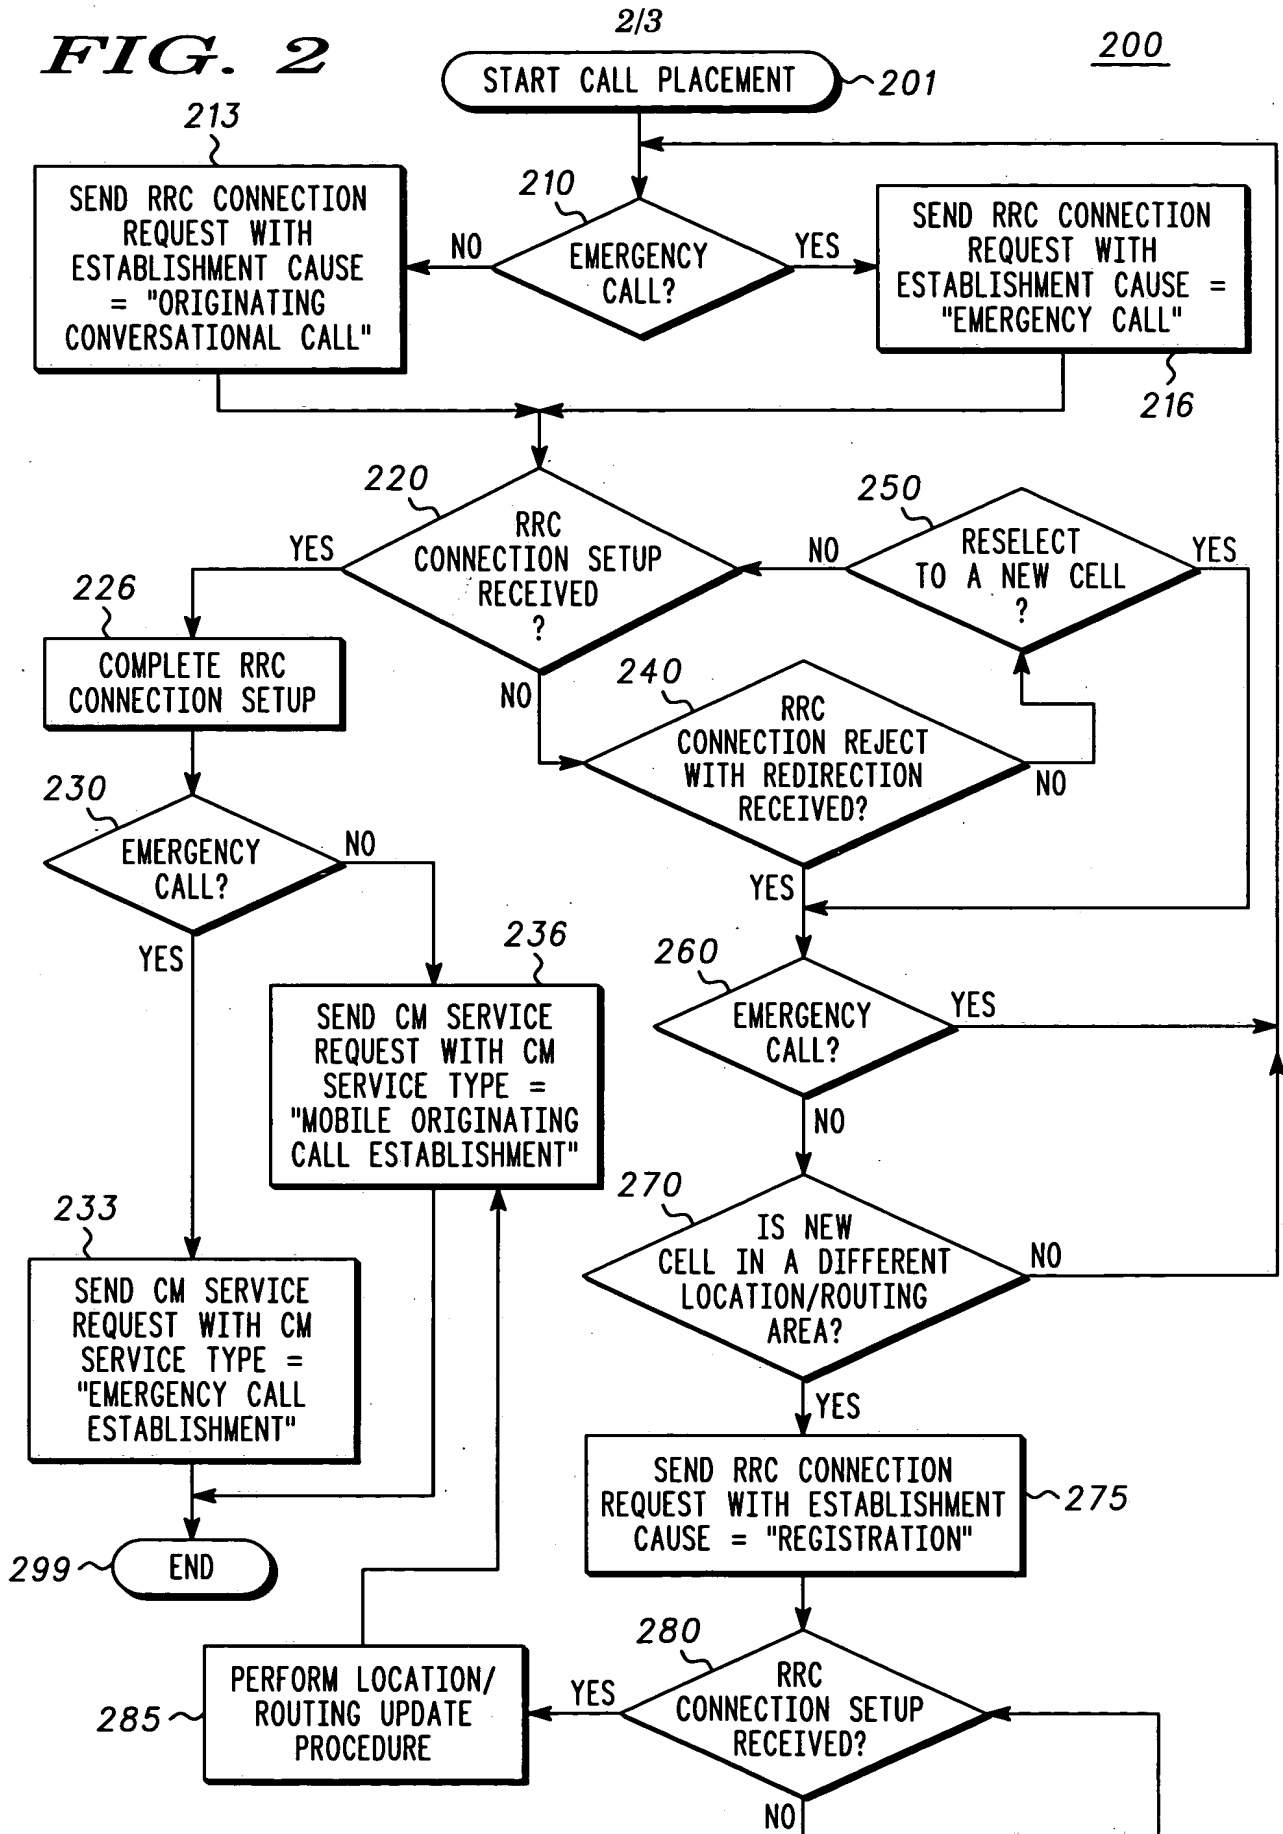 2/3
FIG. 2
200
START CALL PLACEMENT
201
213
SEND RRC CONNECTION
REQUEST WITH
ESTABLISHMENT CAUSE
= "ORIGINATING
CONVERSATIONAL CALL"
NO
210
EMERGENCY
CALL?
YES
SEND RRC CONNECTION
REQUEST WITH
ESTABLISHMENT CAUSE =
"EMERGENCY CALL"
216
220
RRC
CONNECTION SETUP
RECEIVED
?
YES
NO
250
RESELECT
TO A NEW CELL
?
NO
YES
226
COMPLETE RRC
CONNECTION SETUP
240
RRC
CONNECTION REJECT
WITH REDIRECTION
RECEIVED?
NO
YES
230
EMERGENCY
CALL?
NO
YES
236
SEND CM SERVICE
REQUEST WITH CM
SERVICE TYPE =
"MOBILE ORIGINATING
CALL ESTABLISHMENT"
260
EMERGENCY
CALL?
YES
NO
233
SEND CM SERVICE
REQUEST WITH CM
SERVICE TYPE =
"EMERGENCY CALL
ESTABLISHMENT"
270
IS NEW
CELL IN A DIFFERENT
LOCATION/ROUTING
AREA?
NO
YES
SEND RRC CONNECTION
REQUEST WITH ESTABLISHMENT
CAUSE = "REGISTRATION"
275
299
END
280
RRC
CONNECTION SETUP
RECEIVED?
YES
NO
285
PERFORM LOCATION/
ROUTING UPDATE
PROCEDURE